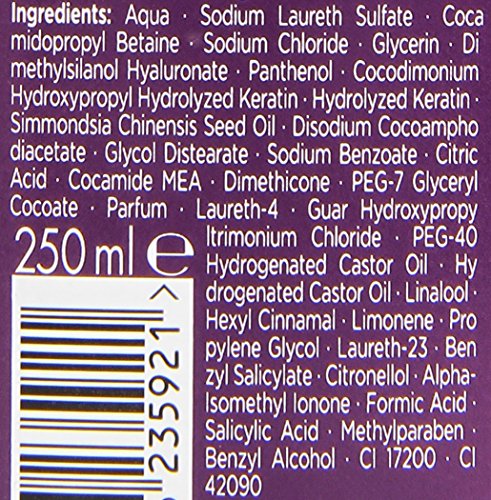 Ingredients: Aqua · Sodium Laureth Sulfate · Coca
midopropyl Betaine · Sodium Chloride · Glycerin · Di
methylsilanol Hyaluronate · Panthenol · Cocodimonium
Hydroxypropyl Hydrolyzed Keratin · Hydrolyzed Keratin ·
Simmondsia Chinensis Seed Oil · Disodium Cocoampho
diacetate · Glycol Distearate · Sodium Benzoate · Citric
Acid · Cocamide MEA · Dimethicone · PEG-7 Glyceryl
Cocoate · Parfum · Laureth-4 · Guar Hydroxypropy
ltrimonium Chloride · PEG-40
Hydrogenated Castor Oil · Hy
drogenated Castor Oil · Linalool ·
Hexyl Cinnamal · Limonene · Pro
pylene Glycol · Laureth-23 · Ben
zyl Salicylate · Citronellol · Alpha-
Isomethyl Ionone · Formic Acid ·
Salicylic Acid · Methylparaben ·
Benzyl Alcohol · CI 17200 · CI
42090
250 ml ℮
235921 >